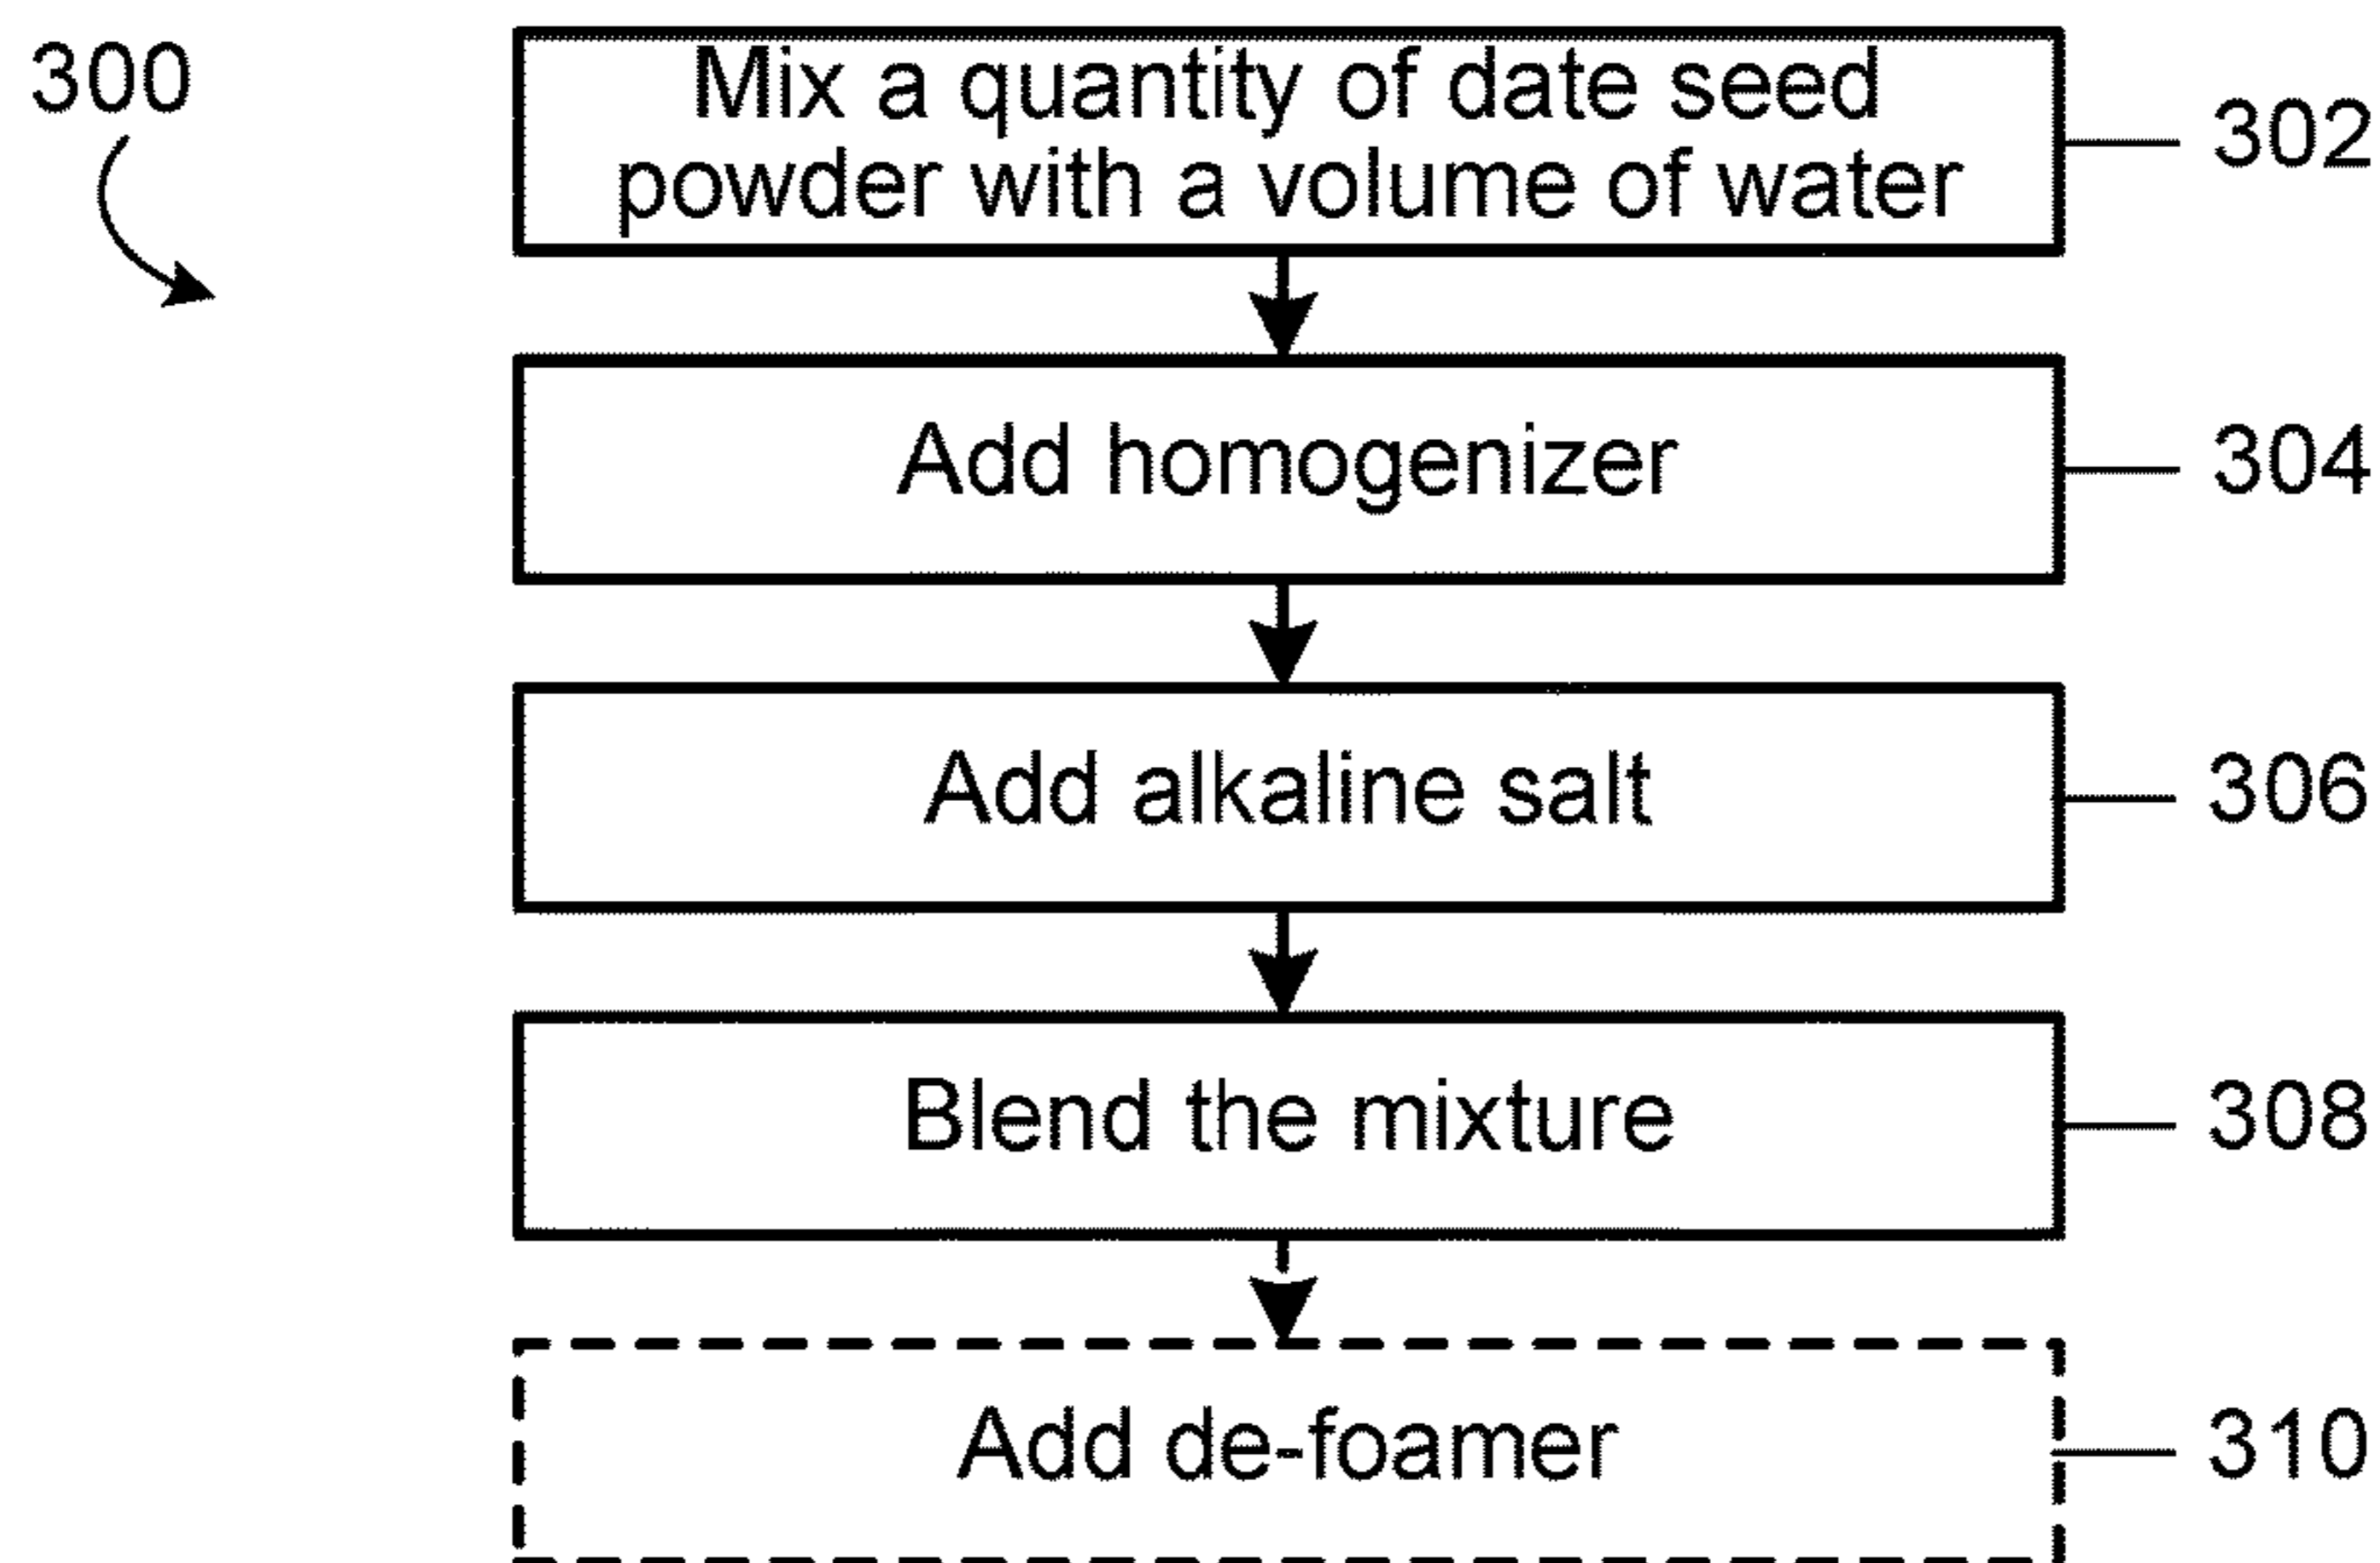 300
Mix a quantity of date seed
powder with a volume of water
302
Add homogenizer
304
Add alkaline salt
306
Blend the mixture
308
Add de-foamer
310